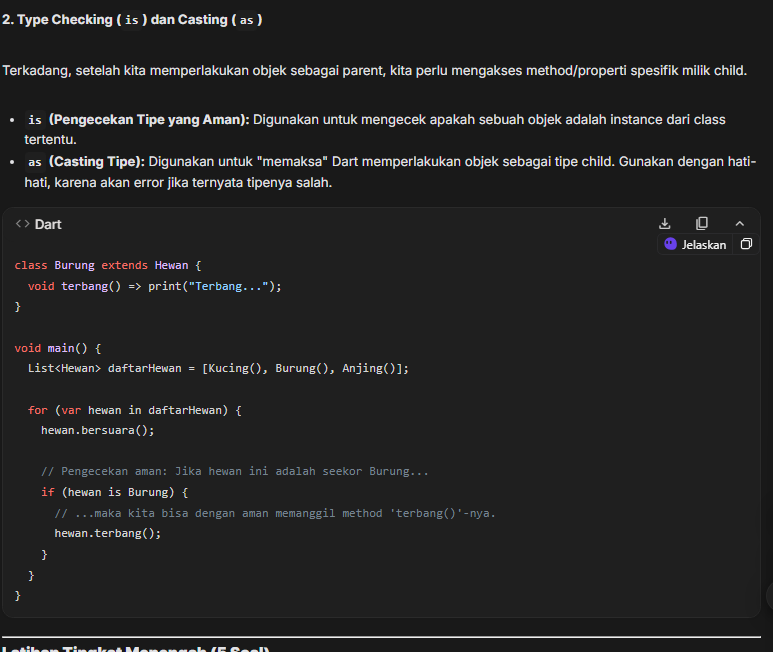 2. Type Checking ( is ) dan Casting ( as )
Terkadang, setelah kita memperlakukan objek sebagai parent, kita perlu mengakses method/properti spesifik milik child.
• is (Pengecekan Tipe yang Aman): Digunakan untuk mengecek apakah sebuah objek adalah instance dari class
tertentu.
• as (Casting Tipe): Digunakan untuk "memaksa" Dart memperlakukan objek sebagai tipe child. Gunakan dengan hati-
hati, karena akan error jika ternyata tipenya salah.
<> Dart
Jelaskan
class Burung extends Hewan {
  void terbang() => print("Terbang...");
}
void main() {
  List<Hewan> daftarHewan = [Kucing(), Burung(), Anjing()];
  for (var hewan in daftarHewan) {
    hewan.bersuara();
    // Pengecekan aman: Jika hewan ini adalah seekor Burung...
    if (hewan is Burung) {
      // ...maka kita bisa dengan aman memanggil method 'terbang()'-nya.
      hewan.terbang();
    }
  }
}
Latihan Tingkat Menengah (5 Soal)